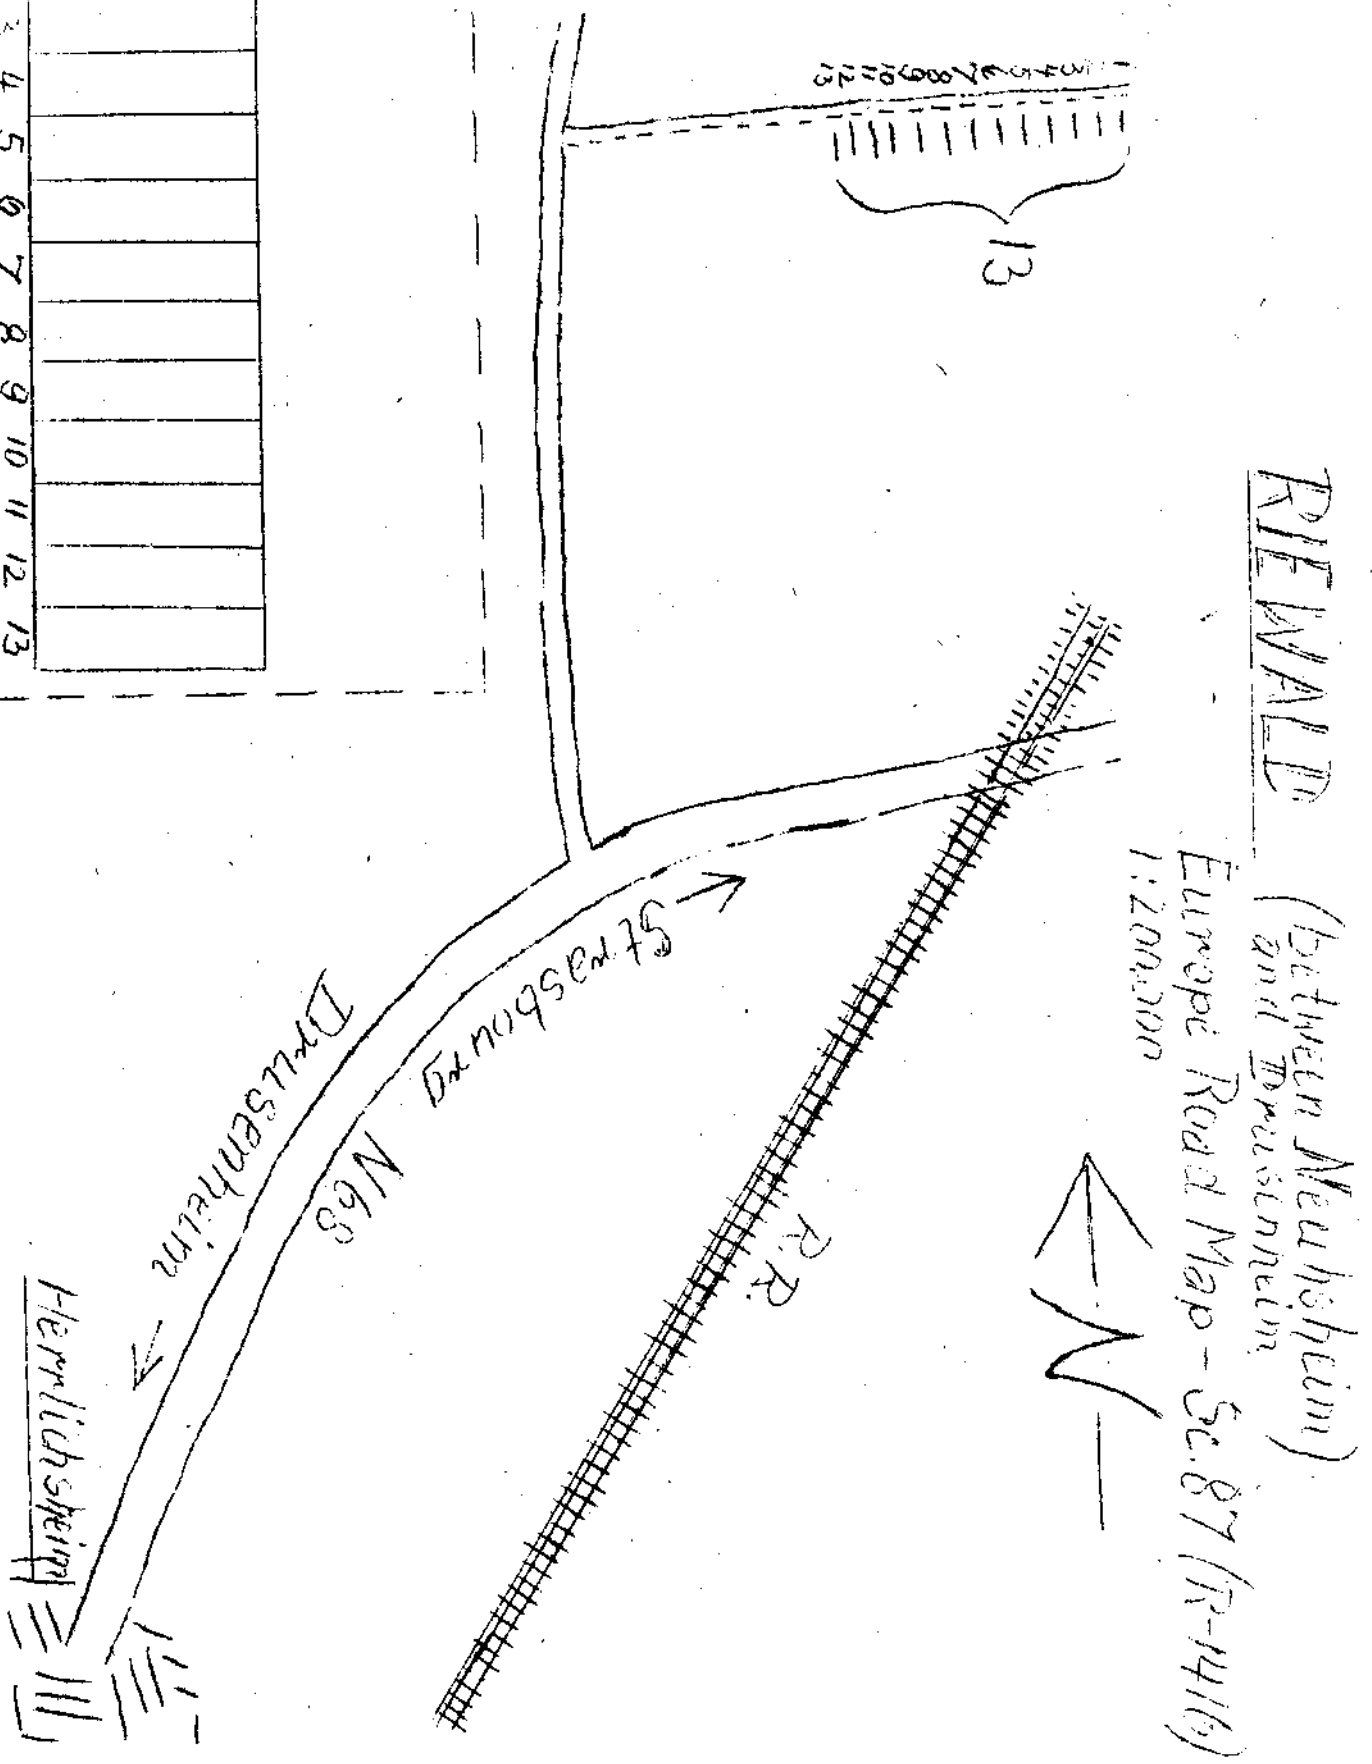 RIEWALD
(between Neuhsheim)
and Drusenheim
Europe Road Map - Sc. 87 (R-1416)
1:200.000
N
13
1 2 3 4 5 6 7 8 9 10 11 12 13
R.R.
Strasbourg
N68
Drusenheim
Herrlichsheim
4 5 6 7 8 9 10 11 12 13